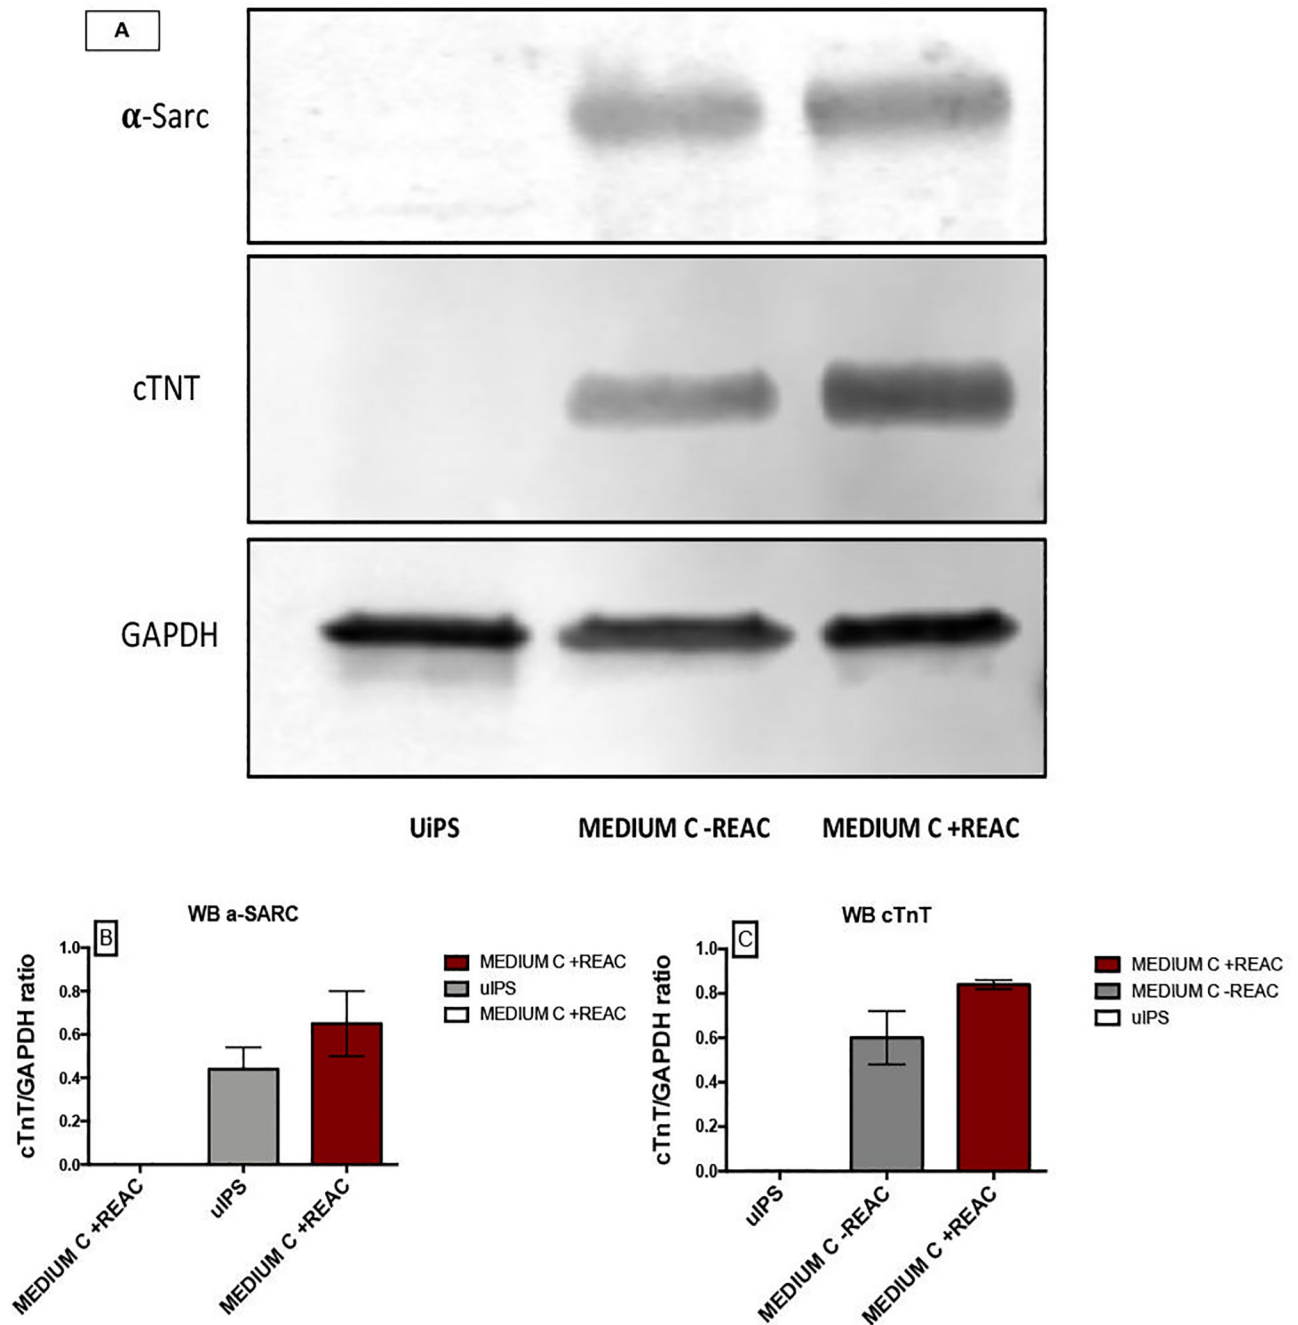 A
α-Sarc
cTNT
GAPDH
UiPS MEDIUM C -REAC MEDIUM C +REAC
WB a-SARC
B
1.0
0.8
0.6
0.4
0.2
0.0
cTnT/GAPDH ratio
MEDIUM C +REAC
uIPS
MEDIUM C +REAC
MEDIUM C +REAC
uIPS
MEDIUM C +REAC
WB cTnT
C
1.0
0.8
0.6
0.4
0.2
0.0
cTnT/GAPDH ratio
uIPS
MEDIUM C -REAC
MEDIUM C +REAC
MEDIUM C +REAC
MEDIUM C -REAC
uIPS